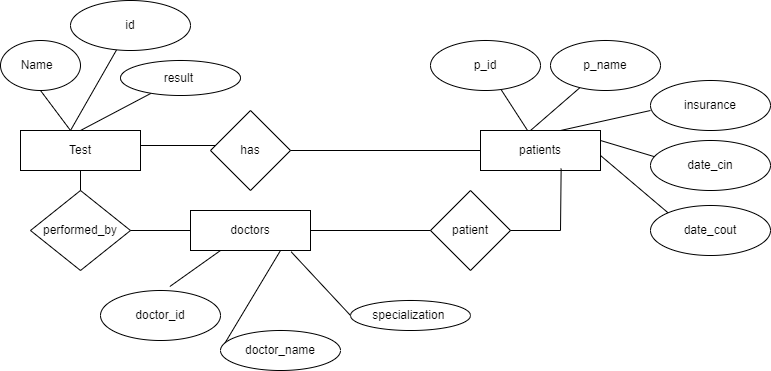 id
Name
result
p_id
p_name
insurance
Test
has
patients
date_cin
performed_by
doctors
patient
date_cout
doctor_id
specialization
doctor_name